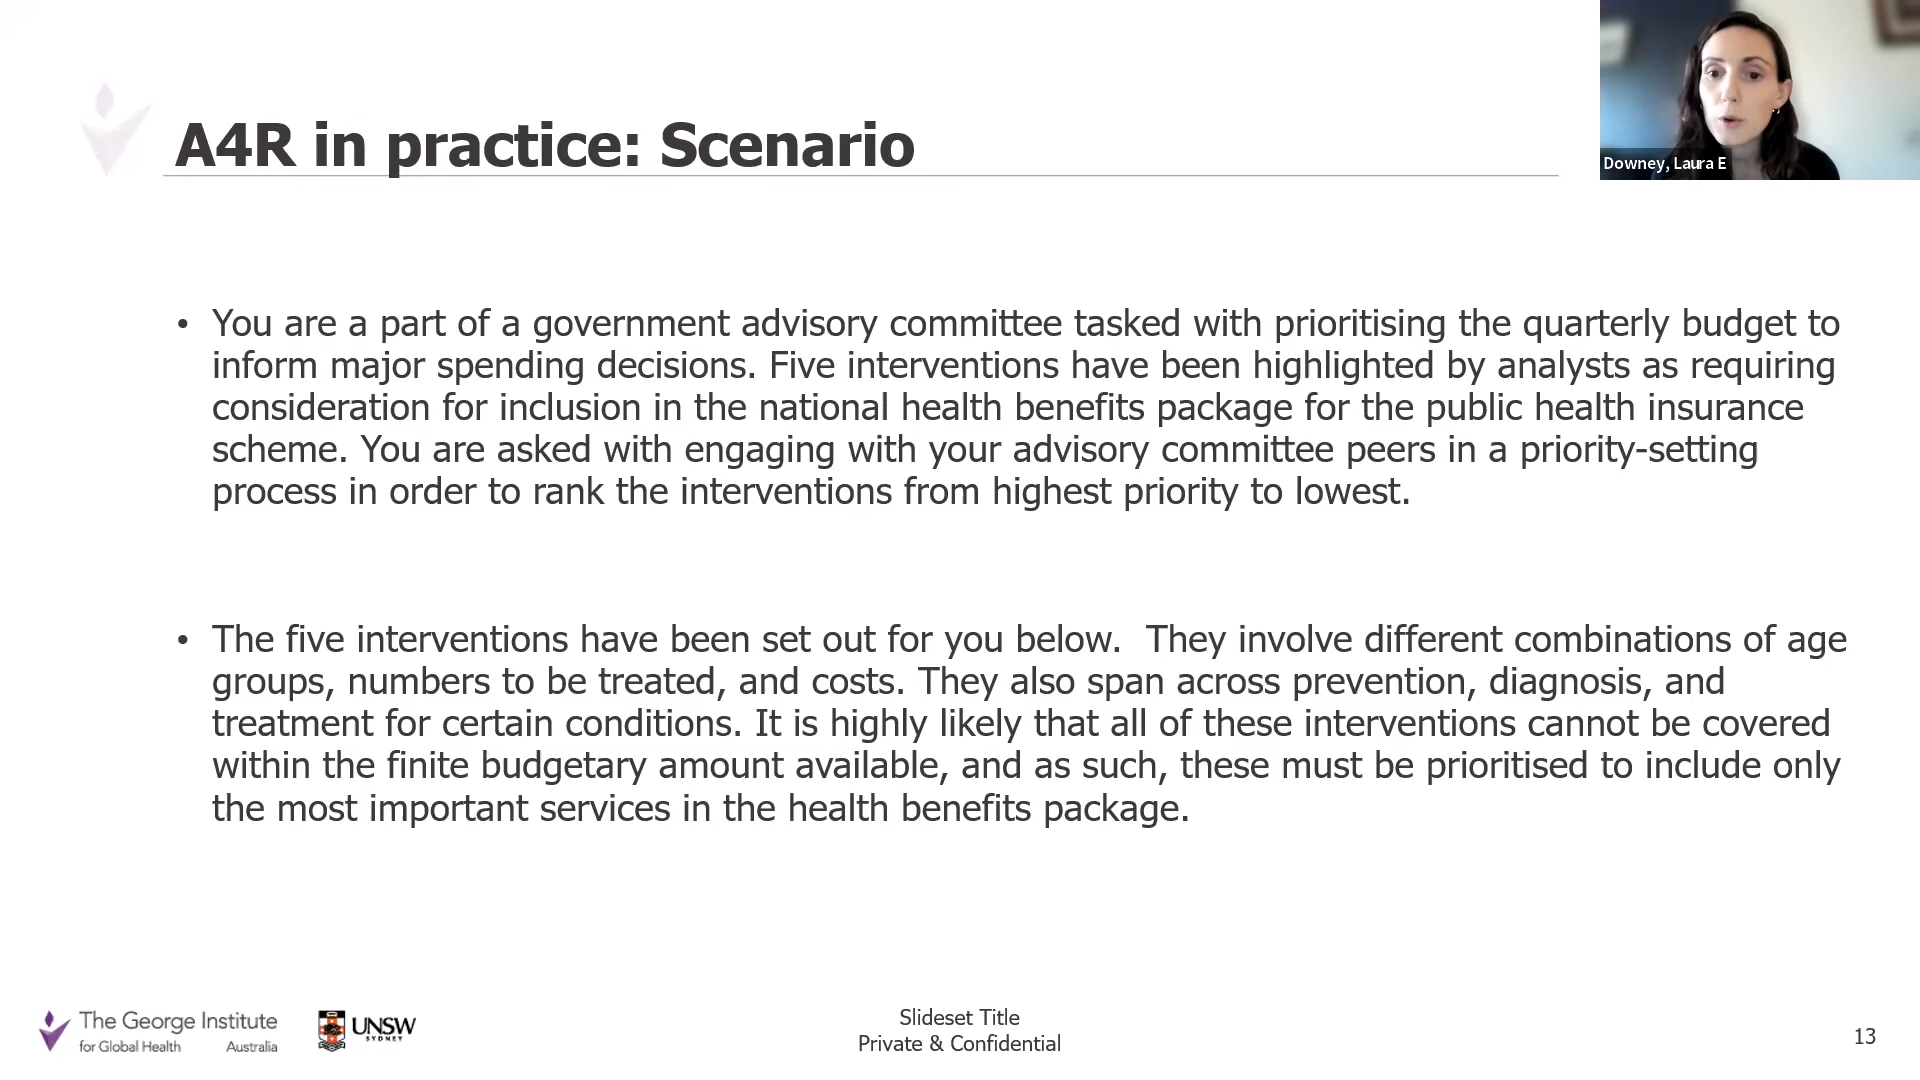 A4R in practice: Scenario
Downey, Laura E
• You are a part of a government advisory committee tasked with prioritising the quarterly budget to
inform major spending decisions. Five interventions have been highlighted by analysts as requiring
consideration for inclusion in the national health benefits package for the public health insurance
scheme. You are asked with engaging with your advisory committee peers in a priority-setting
process in order to rank the interventions from highest priority to lowest.
• The five interventions have been set out for you below.  They involve different combinations of age
groups, numbers to be treated, and costs. They also span across prevention, diagnosis, and
treatment for certain conditions. It is highly likely that all of these interventions cannot be covered
within the finite budgetary amount available, and as such, these must be prioritised to include only
the most important services in the health benefits package.
The George Institute
for Global Health Australia
UNSW
SYDNEY
Slideset Title
Private & Confidential
13